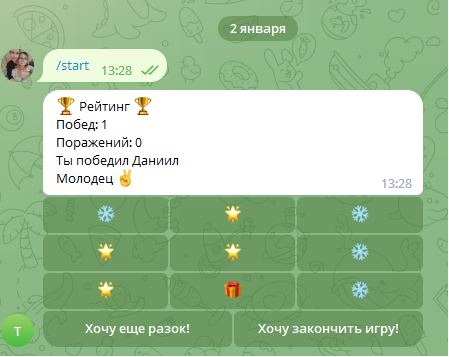 2 января
/start 13:28
🏆 Рейтинг 🏆
Побед: 1
Поражений: 0
Ты победил Даниил
Молодец ✌
13:28
Хочу еще разок! Хочу закончить игру!
T